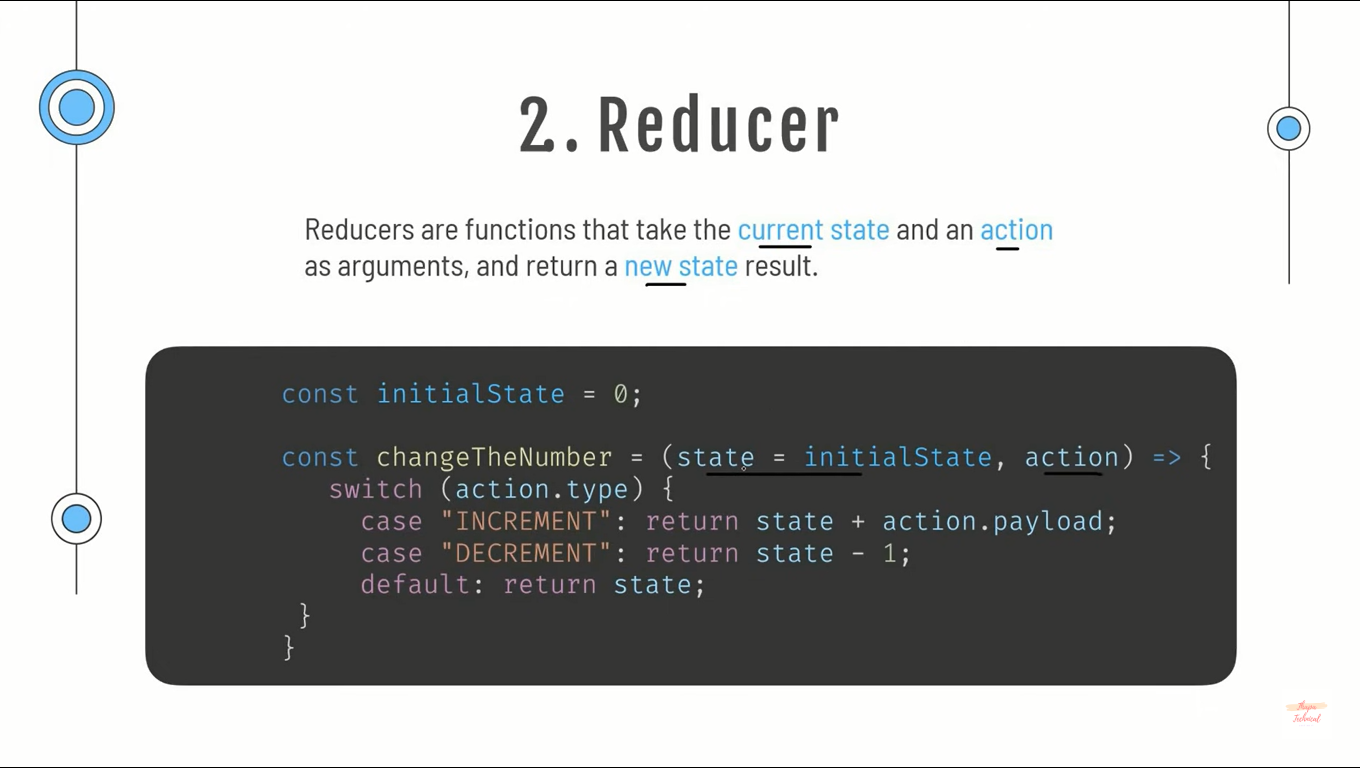 2. Reducer
Reducers are functions that take the current state and an action
as arguments, and return a new state result.
const initialState = 0;
const changeTheNumber = (state = initialState, action) => {
switch (action.type) {
case "INCREMENT": return state + action.payload;
case "DECREMENT": return state - 1;
default: return state;
}
}
Thapa
Technical